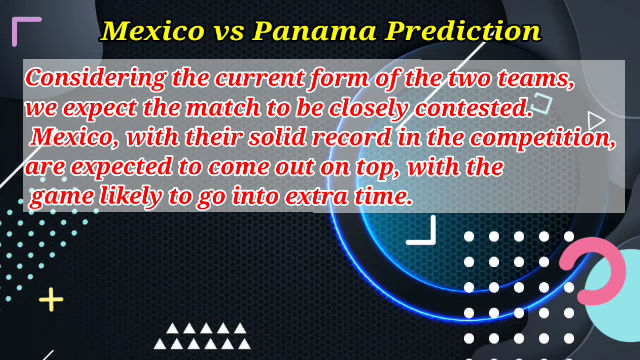 Mexico vs Panama Prediction
Considering the current form of the two teams,
we expect the match to be closely contested.
Mexico, with their solid record in the competition,
are expected to come out on top, with the
game likely to go into extra time.